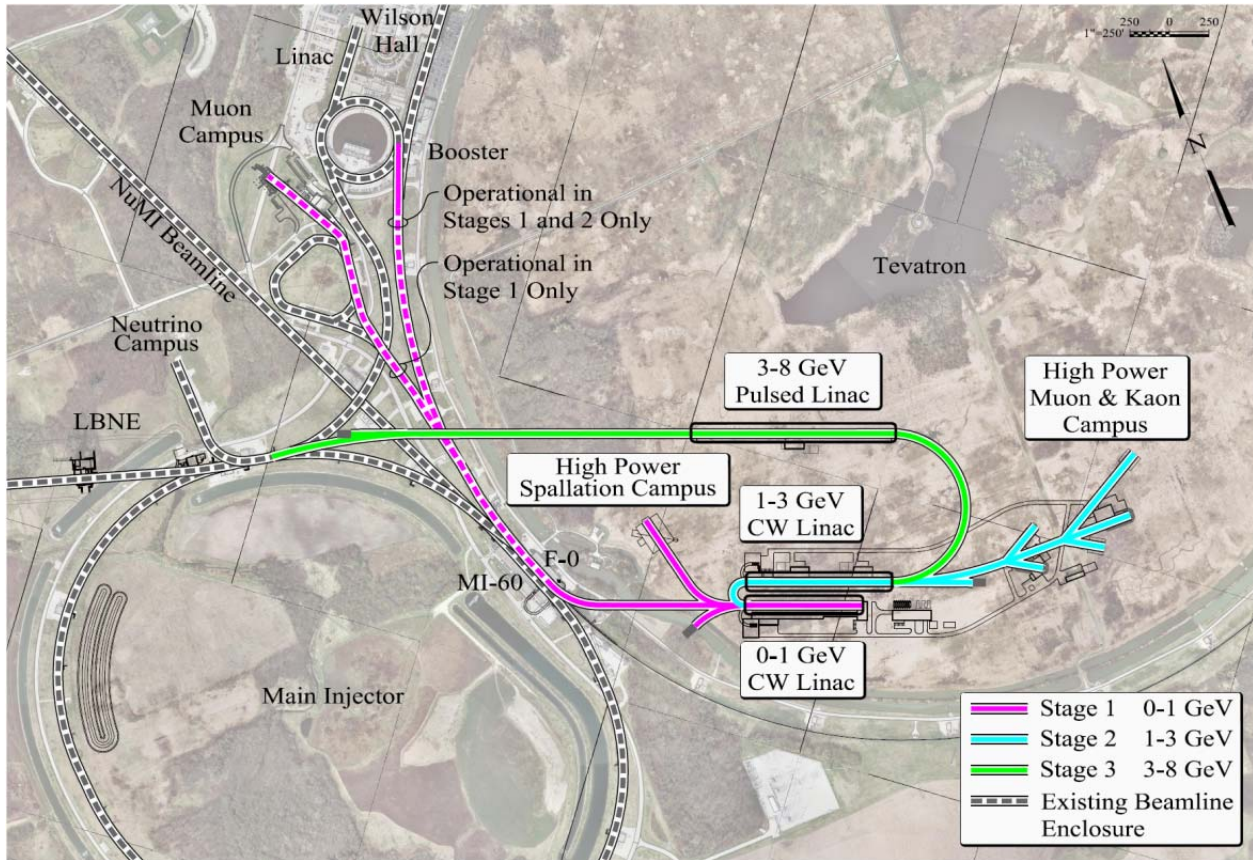 Wilson
Hall
Linac
Muon
Campus
Booster
Operational in
Stages 1 and 2 Only
Operational in
Stage 1 Only
NuMI Beamline
Neutrino
Campus
LBNE
250 0 250
1"=250'
N
Tevatron
3-8 GeV
Pulsed Linac
High Power
Muon & Kaon
Campus
High Power
Spallation Campus
1-3 GeV
CW Linac
F-0
MI-60
0-1 GeV
CW Linac
Main Injector
Stage 1 0-1 GeV
Stage 2 1-3 GeV
Stage 3 3-8 GeV
Existing Beamline
Enclosure